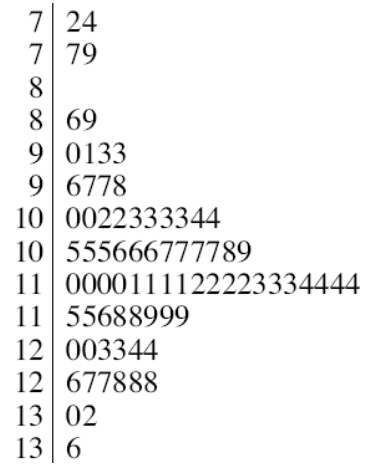 7 | 24
7 | 79
8 |
8 | 69
9 | 0133
9 | 6778
10 | 0022333344
10 | 555666777789
11 | 0000111122223334444
11 | 55688999
12 | 003344
12 | 677888
13 | 02
13 | 6